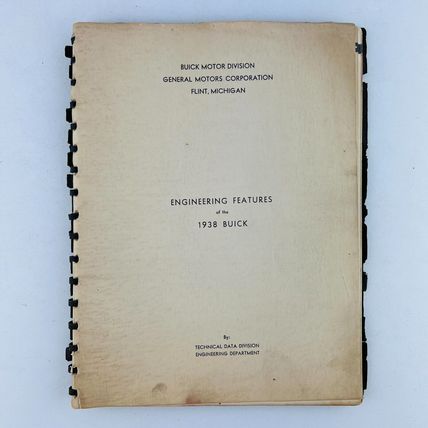 BUICK MOTOR DIVISION
GENERAL MOTORS CORPORATION
FLINT, MICHIGAN
ENGINEERING FEATURES
of the
1938 BUICK
By:
TECHNICAL DATA DIVISION
ENGINEERING DEPARTMENT